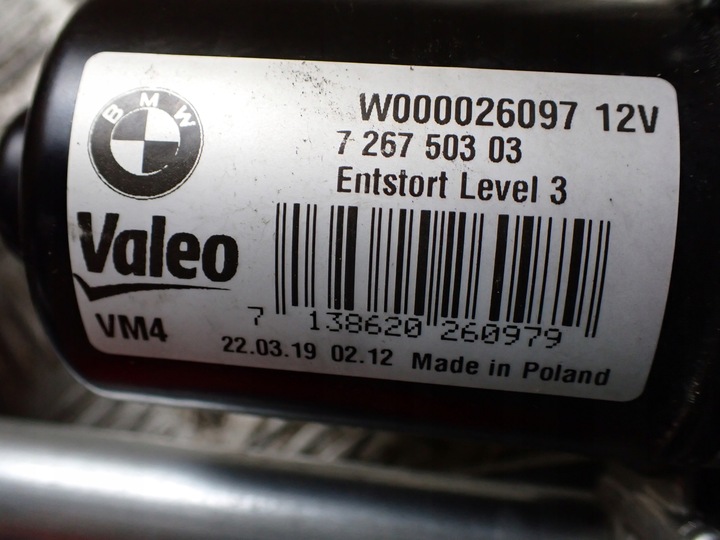 BMW
W000026097 12V
7 267 503 03
Entstort Level 3
Valeo
7 138620 260979
VM4
22.03.19 02.12 Made in Poland